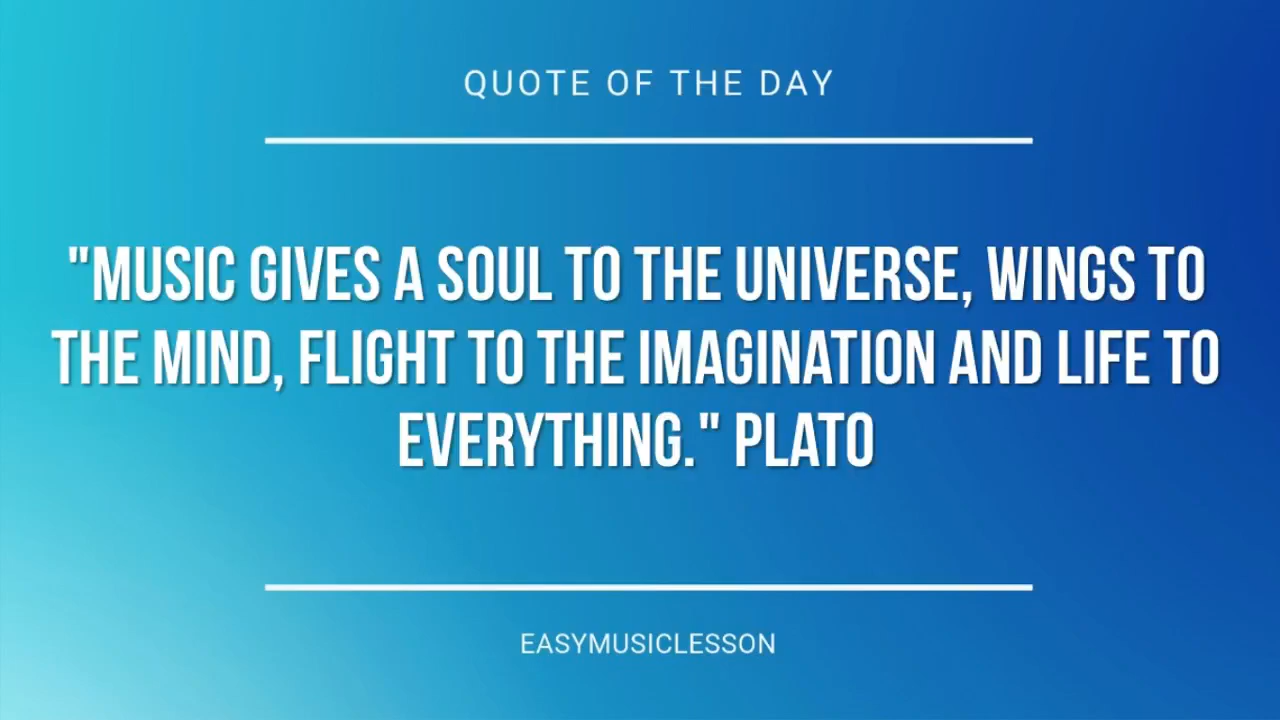 QUOTE OF THE DAY
"MUSIC GIVES A SOUL TO THE UNIVERSE, WINGS TO
THE MIND, FLIGHT TO THE IMAGINATION AND LIFE TO
EVERYTHING." PLATO
EASYMUSICLESSON